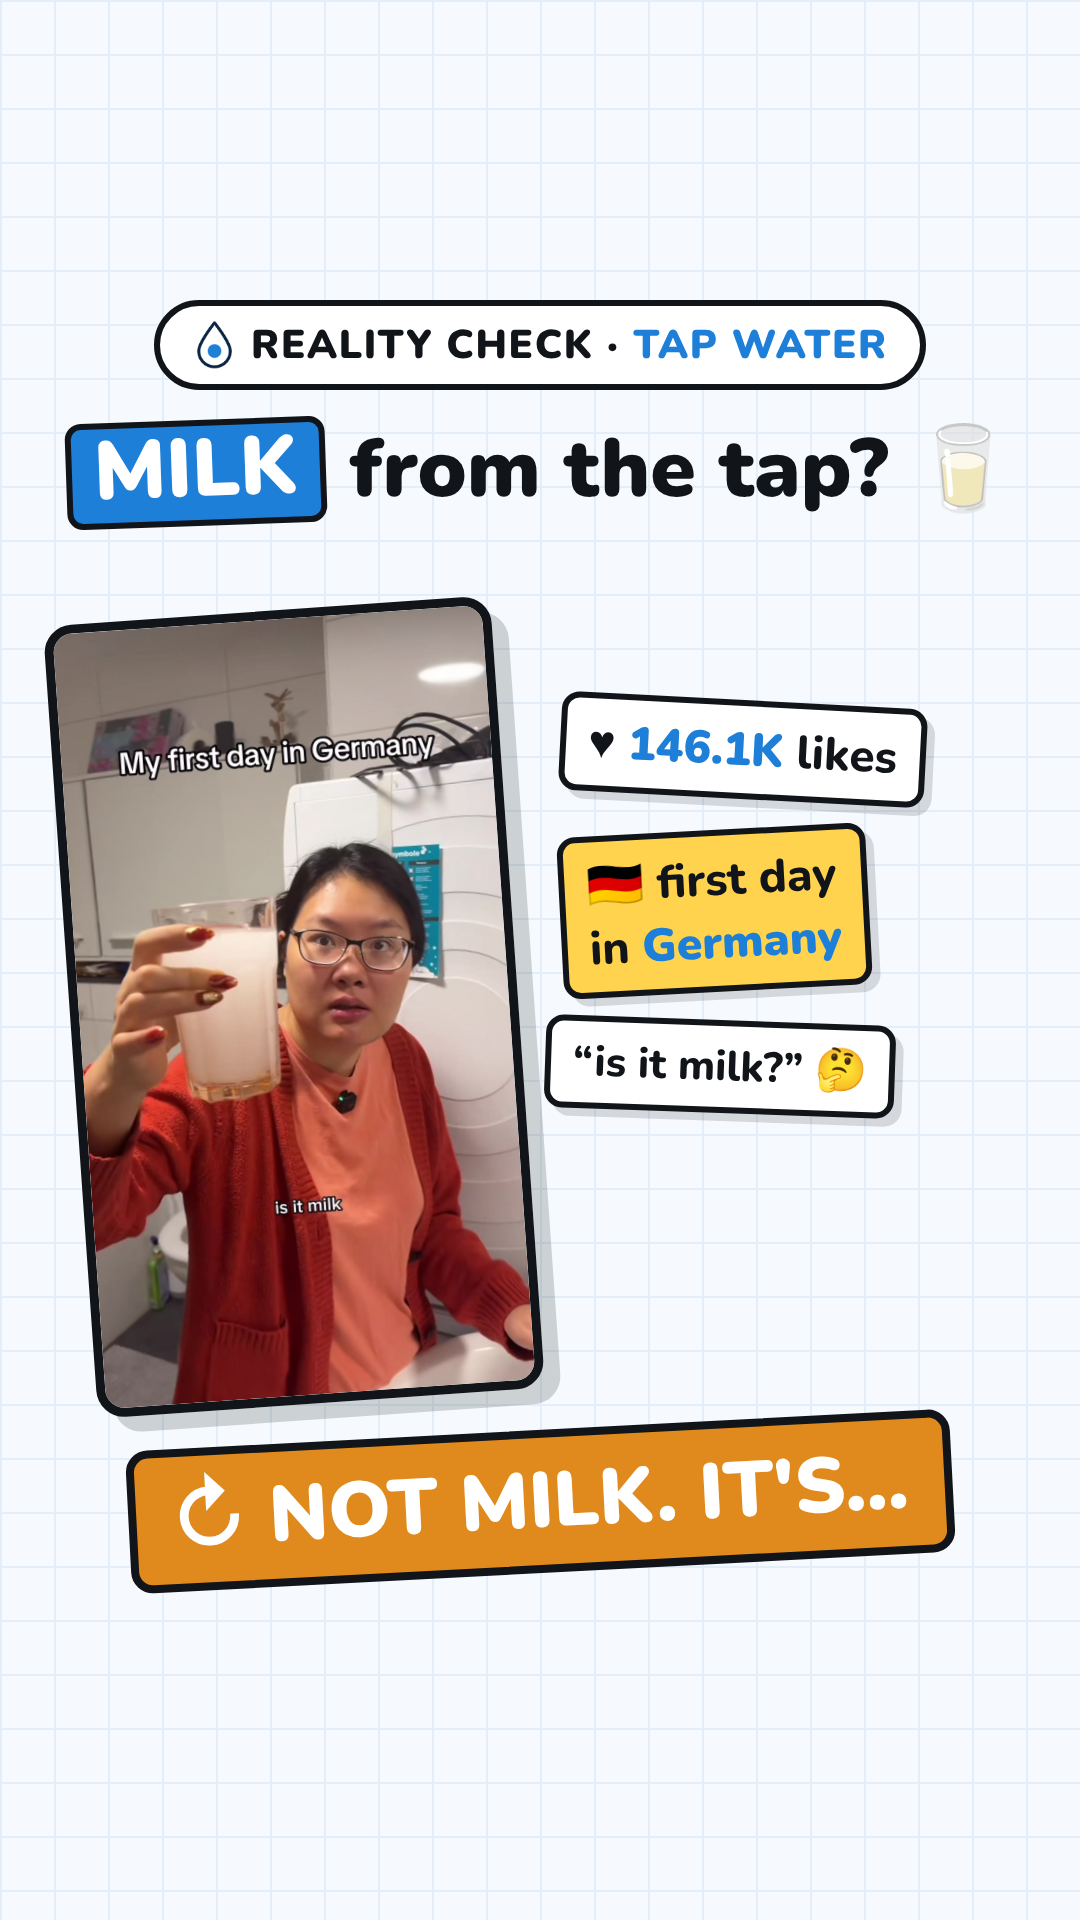 REALITY CHECK · TAP WATER
MILK from the tap? 🥛
My first day in Germany
symbole
is it milk
♥ 146.1K likes
🇩🇪 first day
in Germany
“is it milk?” 🤔
↻ NOT MILK. IT'S...